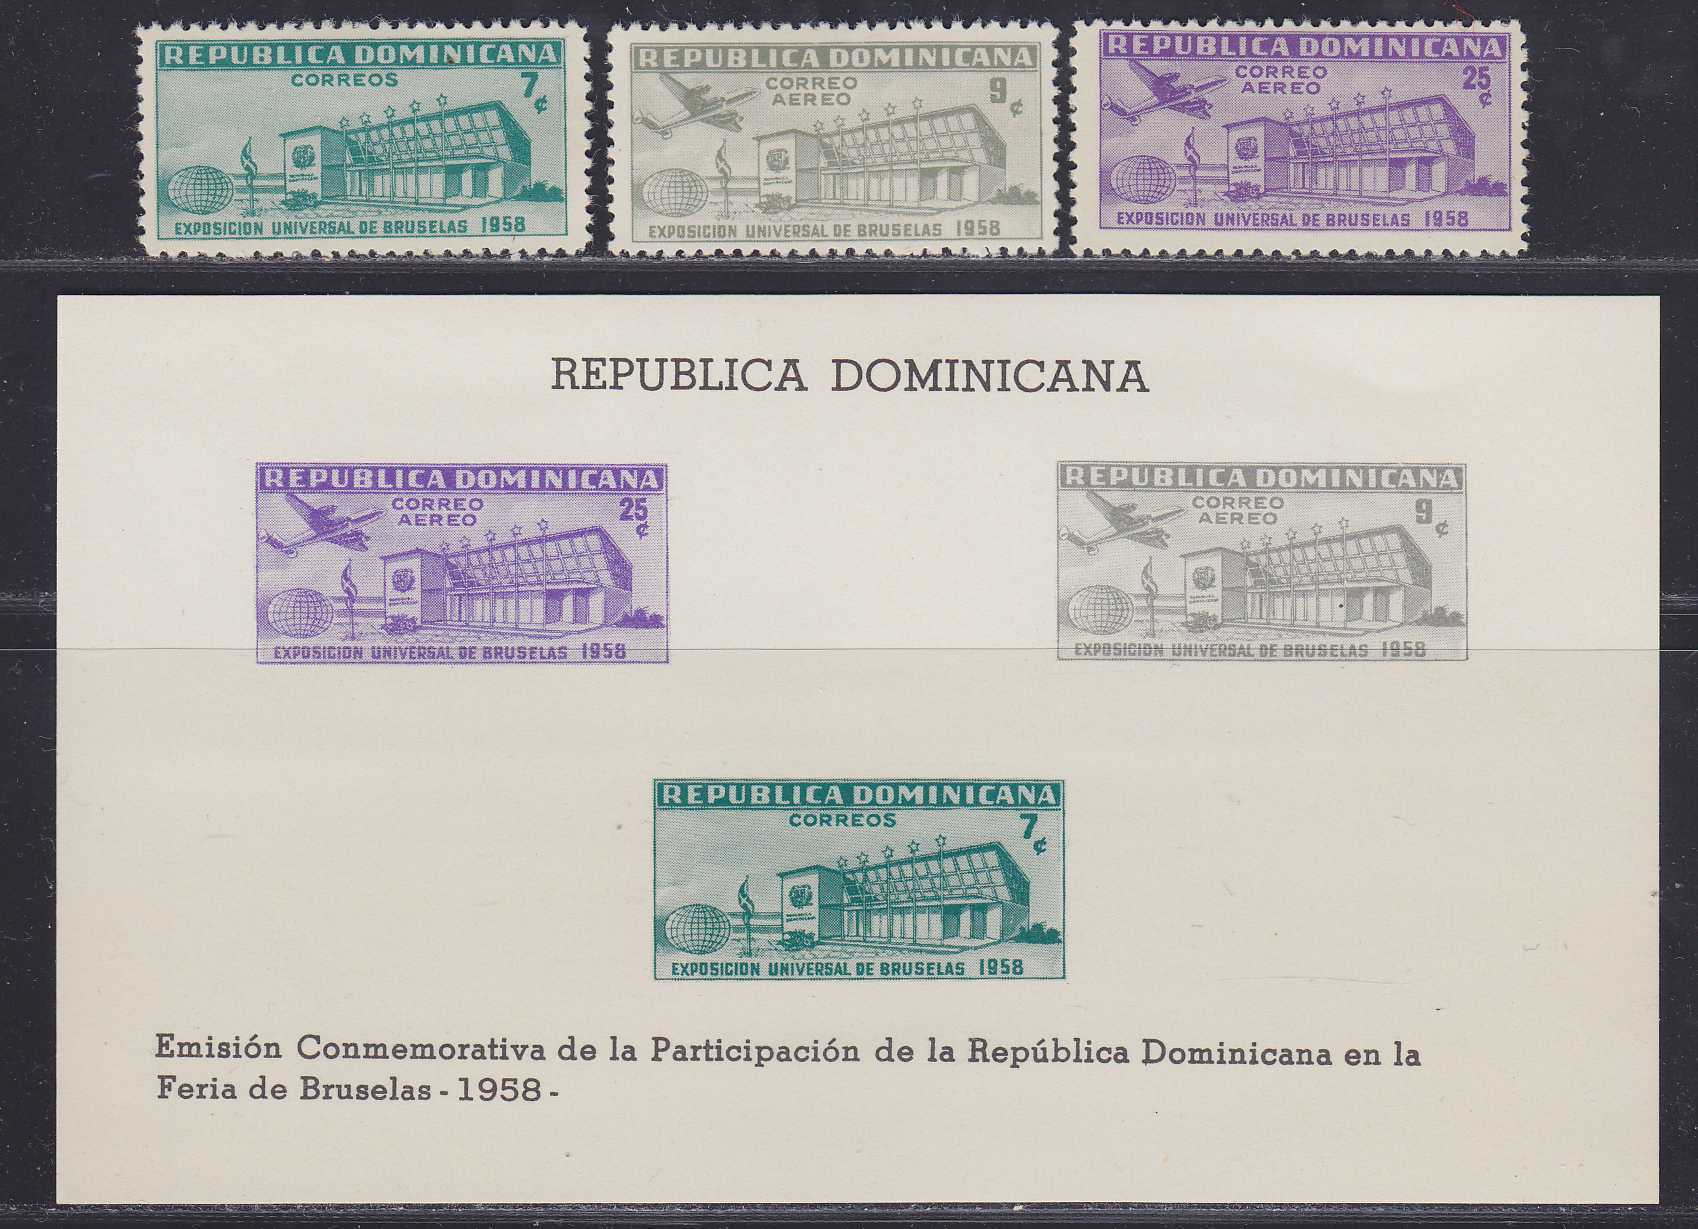 REPUBLICA DOMINICANA
CORREOS
7¢
EXPOSICION UNIVERSAL DE BRUSELAS 1958
REPUBLICA DOMINICANA
CORREO
AEREO
9¢
EXPOSICION UNIVERSAL DE BRUSELAS 1958
REPUBLICA DOMINICANA
CORREO
AEREO
25¢
EXPOSICION UNIVERSAL DE BRUSELAS 1958
REPUBLICA DOMINICANA
REPUBLICA DOMINICANA
CORREO
AEREO
25¢
EXPOSICION UNIVERSAL DE BRUSELAS 1958
REPUBLICA DOMINICANA
CORREO
AEREO
9¢
EXPOSICION UNIVERSAL DE BRUSELAS 1958
REPUBLICA DOMINICANA
CORREOS
7¢
EXPOSICION UNIVERSAL DE BRUSELAS 1958
Emisión Conmemorativa de la Participación de la República Dominicana en la
Feria de Bruselas - 1958 -